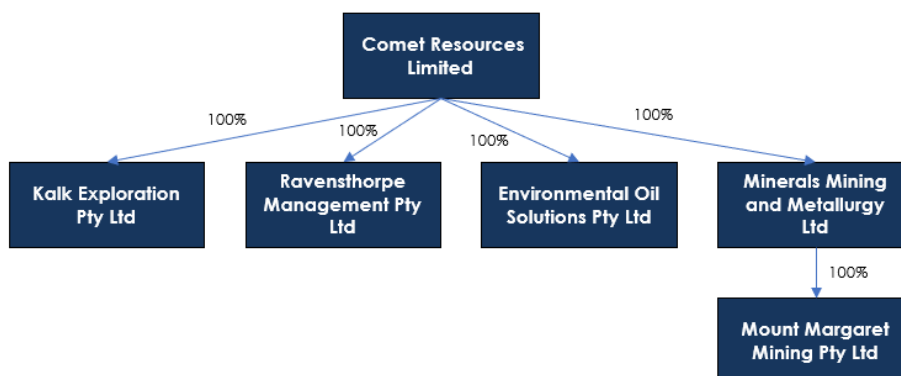 Comet Resources
Limited
100%
100%
100%
100%
Kalk Exploration
Pty Ltd
Ravensthorpe
Management Pty
Ltd
Environmental Oil
Solutions Pty Ltd
Minerals Mining
and Metallurgy
Ltd
100%
Mount Margaret
Mining Pty Ltd